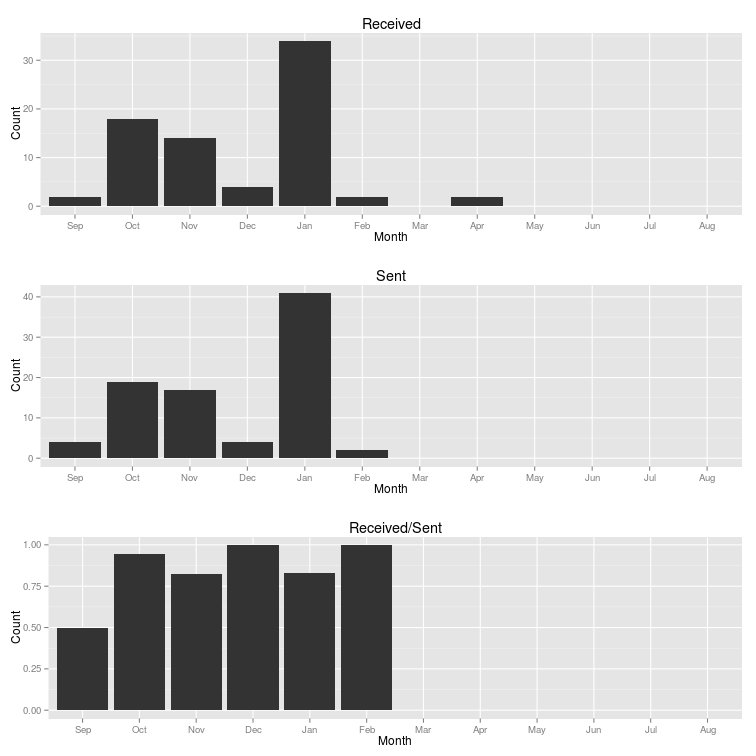 Received
Count
30
20
10
0
Sep Oct Nov Dec Jan Feb Mar Apr May Jun Jul Aug
Month
Sent
Count
40
30
20
10
0
Sep Oct Nov Dec Jan Feb Mar Apr May Jun Jul Aug
Month
Received/Sent
Count
1.00
0.75
0.50
0.25
0.00
Sep Oct Nov Dec Jan Feb Mar Apr May Jun Jul Aug
Month